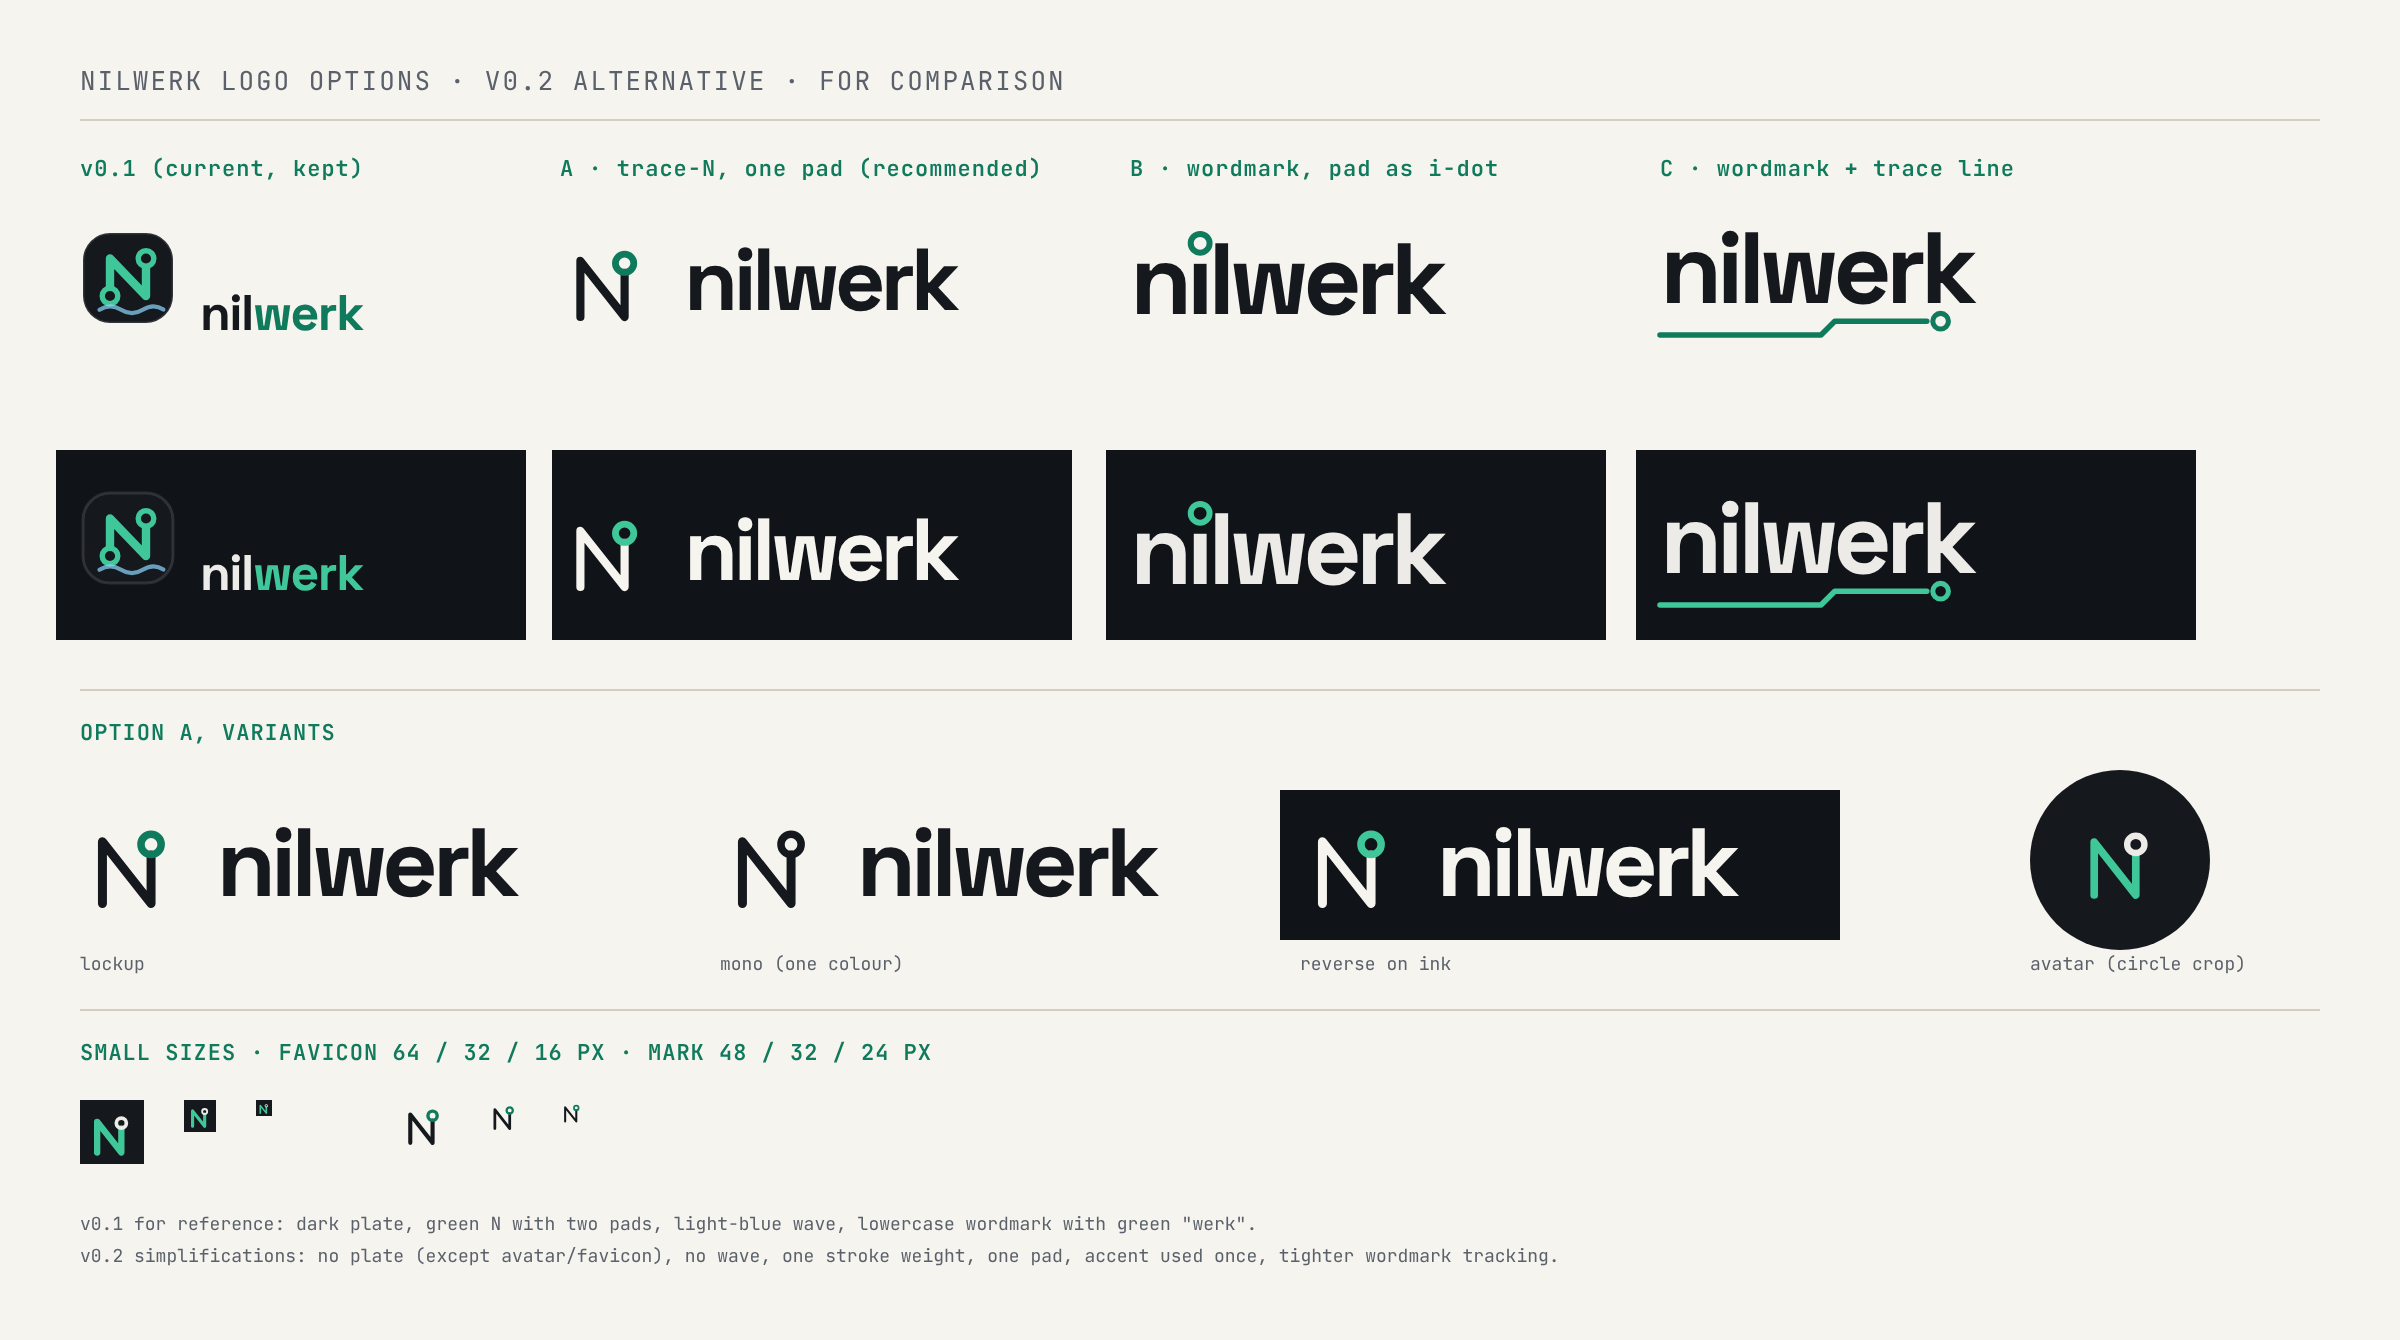 NILWERK LOGO OPTIONS · V0.2 ALTERNATIVE · FOR COMPARISON
v0.1 (current, kept)
A · trace-N, one pad (recommended)
B · wordmark, pad as i-dot
C · wordmark + trace line
N nilwerk
N nilwerk
nilwerk
nilwerk
N nilwerk
N nilwerk
nilwerk
nilwerk
OPTION A, VARIANTS
N nilwerk
N nilwerk
N nilwerk
N
lockup
mono (one colour)
reverse on ink
avatar (circle crop)
SMALL SIZES · FAVICON 64 / 32 / 16 PX · MARK 48 / 32 / 24 PX
N N N N N N
v0.1 for reference: dark plate, green N with two pads, light-blue wave, lowercase wordmark with green "werk".
v0.2 simplifications: no plate (except avatar/favicon), no wave, one stroke weight, one pad, accent used once, tighter wordmark tracking.